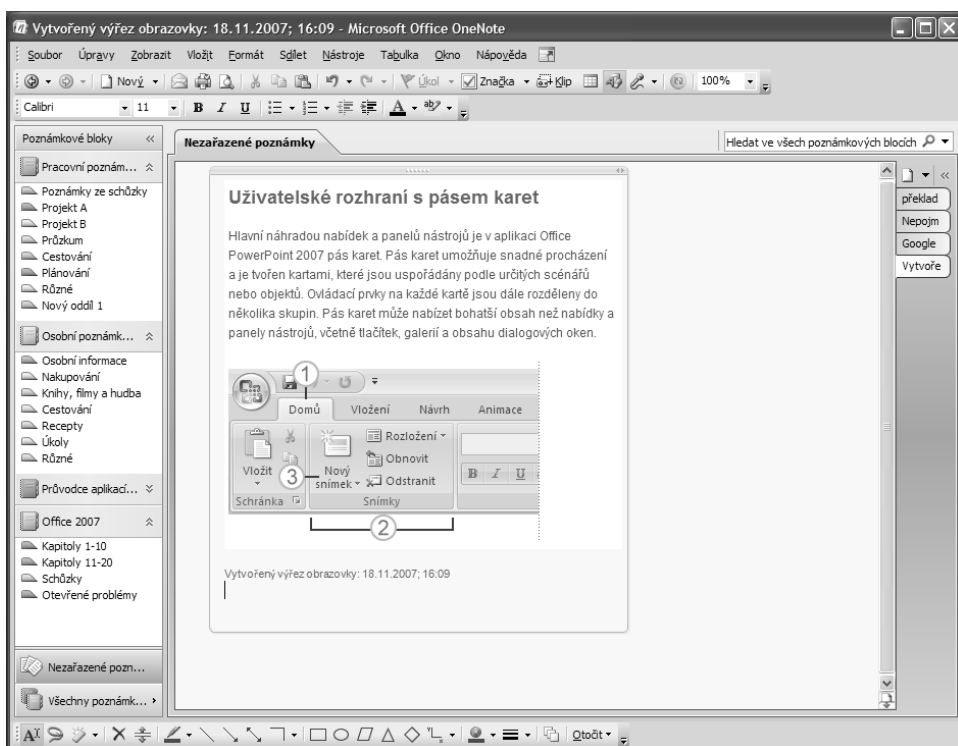 Vytvořený výřez obrazovky: 18.11.2007; 16:09 - Microsoft Office OneNote
Soubor Úpravy Zobrazit Vložit Formát Sdílet Nástroje Tabulka Okno Nápověda
Nový Úkol Značka Klip 100%
Calibri 11 B I U A ab
Poznámkové bloky «
Nezařazené poznámky
Hledat ve všech poznámkových blocích
Pracovní poznám...
Poznámky ze schůzky
Projekt A
Projekt B
Průzkum
Cestování
Plánování
Různé
Nový oddíl 1
Osobní poznámk...
Osobní informace
Nakupování
Knihy, filmy a hudba
Cestování
Recepty
Úkoly
Různé
Průvodce aplikací...
Office 2007
Kapitoly 1-10
Kapitoly 11-20
Schůzky
Otevřené problémy
Nezařazené pozn...
Všechny poznámk...
Uživatelské rozhraní s pásem karet
Hlavní náhradou nabídek a panelů nástrojů je v aplikaci Office
PowerPoint 2007 pás karet. Pás karet umožňuje snadné procházení
a je tvořen kartami, které jsou uspořádány podle určitých scénářů
nebo objektů. Ovládací prvky na každé kartě jsou dále rozděleny do
několika skupin. Pás karet může nabízet bohatší obsah než nabídky a
panely nástrojů, včetně tlačítek, galerií a obsahu dialogových oken.
1
Domů Vložení Návrh Animace
Rozložení
Obnovit
Odstranit
Vložit
3
Nový
snímek
B I U
Schránka Snímky
2
Vytvořený výřez obrazovky: 18.11.2007; 16:09
«
překlad
Nepojm
Google
Vytvoře
A Otočit